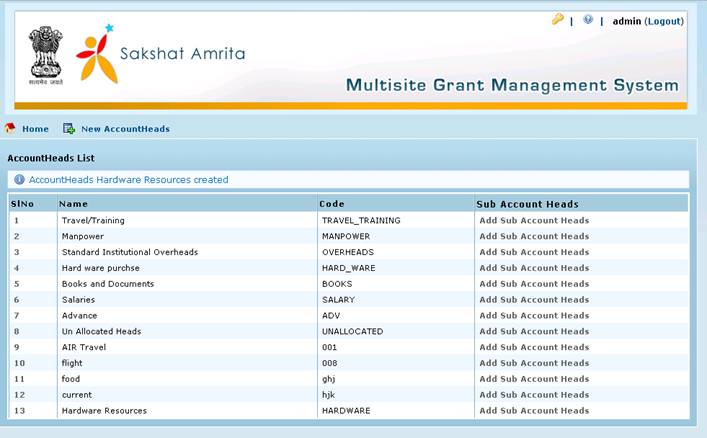 admin (Logout)
सत्यमेव जयते
Sakshat Amrita
Multisite Grant Management System
Home New AccountHeads
AccountHeads List
AccountHeads Hardware Resources created
SlNo Name Code Sub Account Heads
1 Travel/Training TRAVEL_TRAINING Add Sub Account Heads
2 Manpower MANPOWER Add Sub Account Heads
3 Standard Institutional Overheads OVERHEADS Add Sub Account Heads
4 Hard ware purchse HARD_WARE Add Sub Account Heads
5 Books and Documents BOOKS Add Sub Account Heads
6 Salaries SALARY Add Sub Account Heads
7 Advance ADV Add Sub Account Heads
8 Un Allocated Heads UNALLOCATED Add Sub Account Heads
9 AIR Travel 001 Add Sub Account Heads
10 flight 008 Add Sub Account Heads
11 food ghj Add Sub Account Heads
12 current hjk Add Sub Account Heads
13 Hardware Resources HARDWARE Add Sub Account Heads